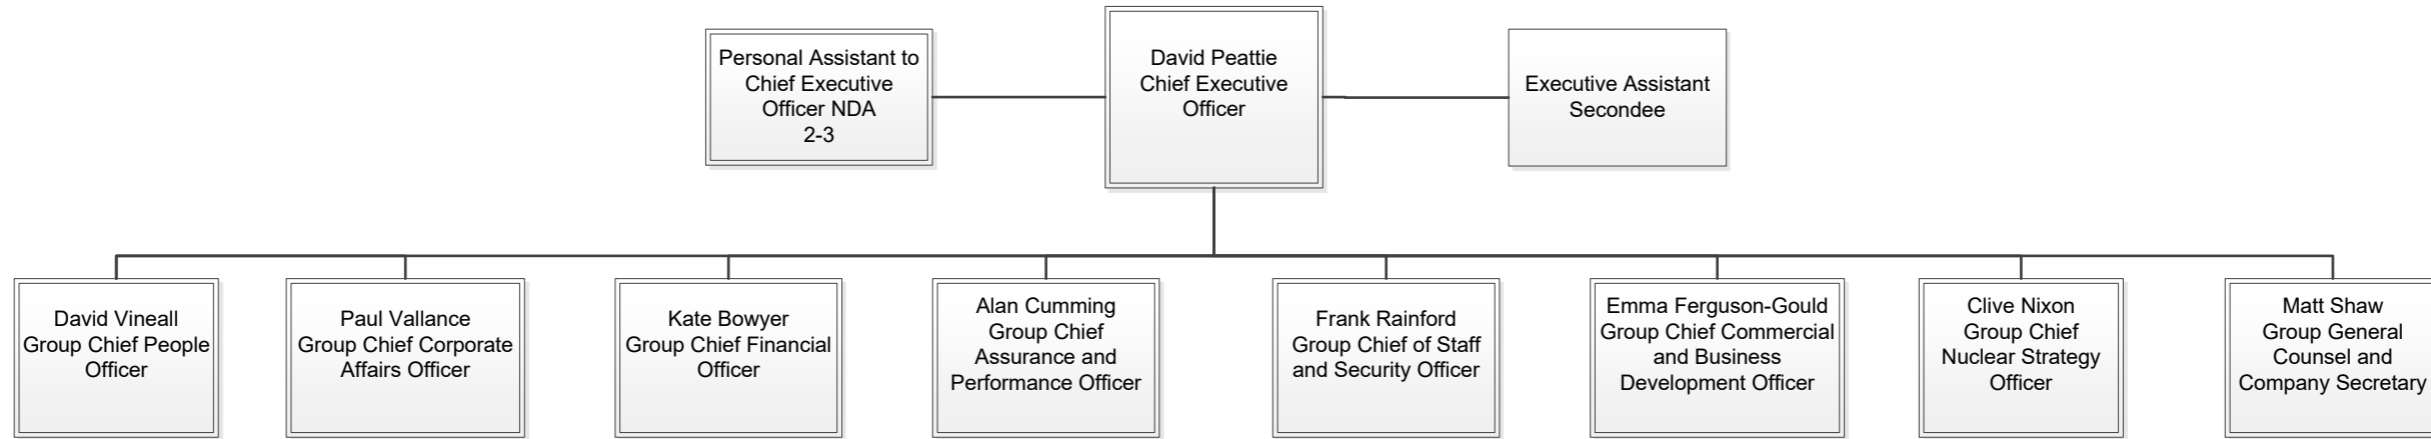 Personal Assistant to
Chief Executive
Officer NDA
2-3
David Peattie
Chief Executive
Officer
Executive Assistant
Secondee
David Vineall
Group Chief People
Officer
Paul Vallance
Group Chief Corporate
Affairs Officer
Kate Bowyer
Group Chief Financial
Officer
Alan Cumming
Group Chief
Assurance and
Performance Officer
Frank Rainford
Group Chief of Staff
and Security Officer
Emma Ferguson-Gould
Group Chief Commercial
and Business
Development Officer
Clive Nixon
Group Chief
Nuclear Strategy
Officer
Matt Shaw
Group General
Counsel and
Company Secretary